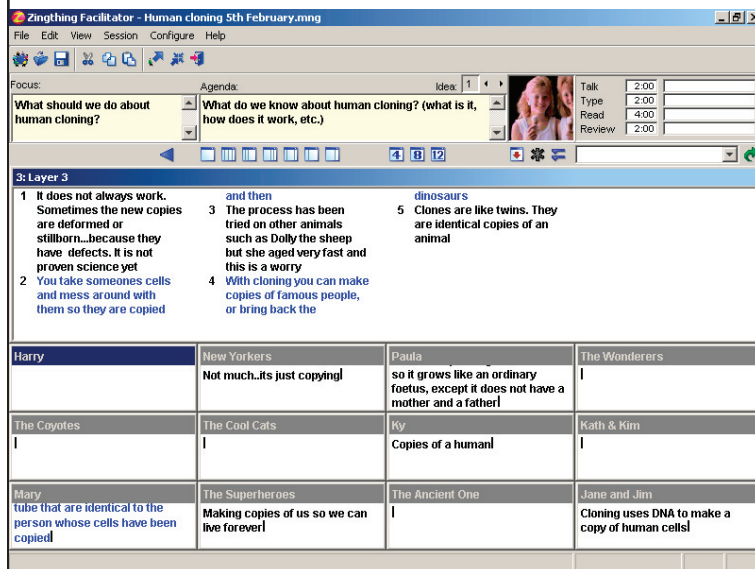 Zingthing Facilitator - Human cloning 5th February.mng
File Edit View Session Configure Help
Focus:
Agenda:
Idea: 1
What should we do about
human cloning?
What do we know about human cloning? (what is it,
how does it work, etc.)
Talk 2:00
Type 2:00
Read 4:00
Review 2:00
4 8 12
3: Layer 3
1 It does not always work.
Sometimes the new copies
are deformed or
stillborn...because they
have defects. It is not
proven science yet
2 You take someones cells
and mess around with
them so they are copied
and then
3 The process has been
tried on other animals
such as Dolly the sheep
but she aged very fast and
this is a worry
4 With cloning you can make
copies of famous people,
or bring back the
dinosaurs
5 Clones are like twins. They
are identical copies of an
animal
Harry
New Yorkers
Not much..its just copying
Paula
so it grows like an ordinary
foetus, except it does not have a
mother and a father
The Wonderers
The Coyotes
The Cool Cats
Ky
Copies of a human
Kath & Kim
Mary
tube that are identical to the
person whose cells have been
copied
The Superheroes
Making copies of us so we can
live forever
The Ancient One
Jane and Jim
Cloning uses DNA to make a
copy of human cells